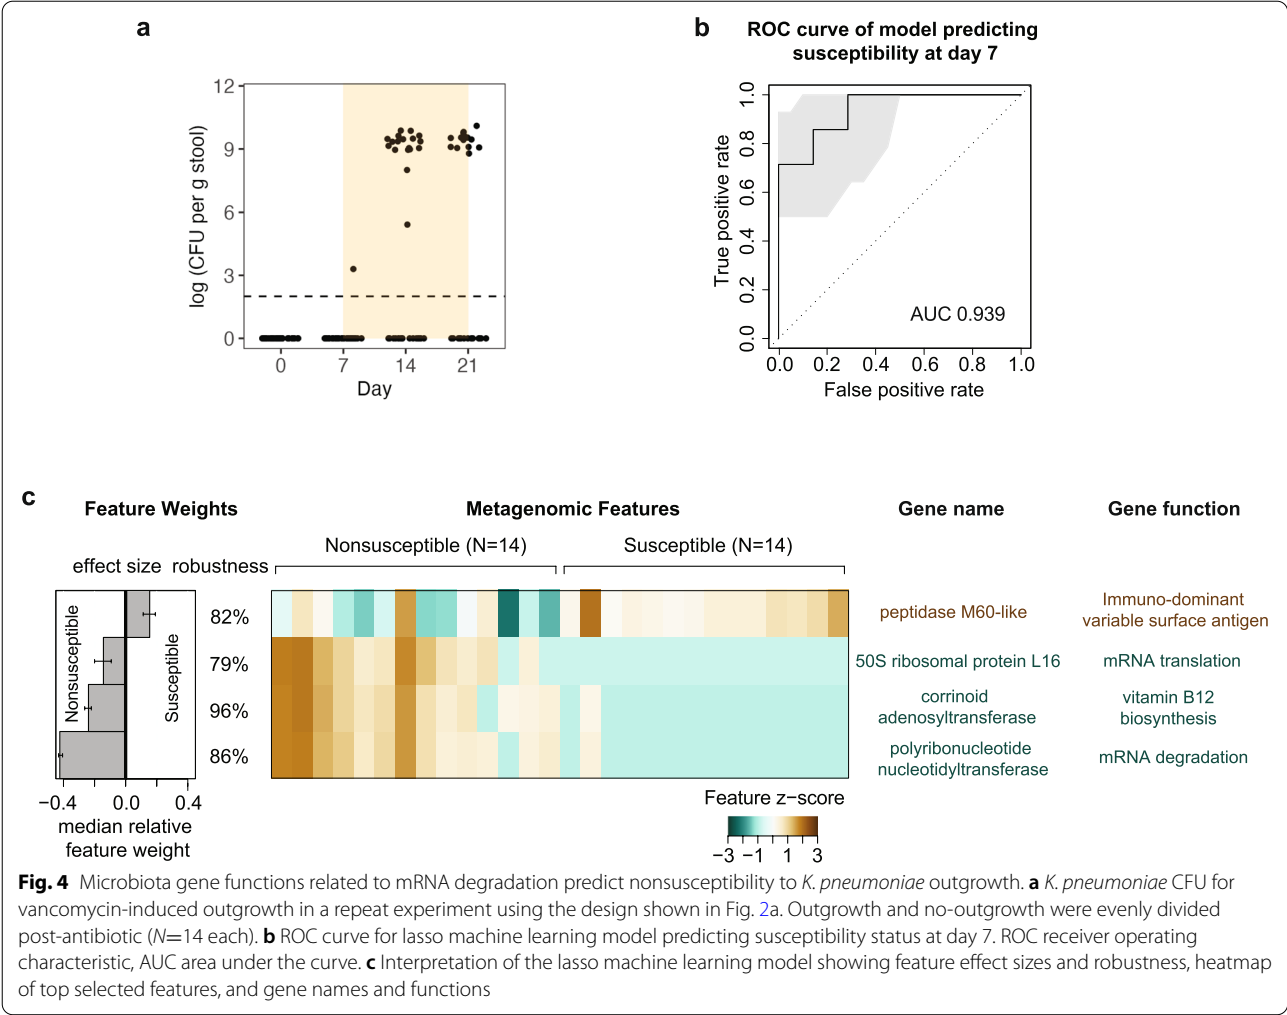 a
12
9
6
3
0
log (CFU per g stool)
0 7 14 21
Day
b
ROC curve of model predicting
susceptibility at day 7
1.0
0.8
0.6
0.4
0.2
0.0
True positive rate
AUC 0.939
0.0 0.2 0.4 0.6 0.8 1.0
False positive rate
c
Feature Weights
Metagenomic Features
Gene name
Gene function
Nonsusceptible (N=14)
Susceptible (N=14)
effect size robustness
Nonsusceptible
Susceptible
82%
79%
96%
86%
peptidase M60-like
Immuno-dominant
variable surface antigen
50S ribosomal protein L16
mRNA translation
corrinoid
adenosyltransferase
vitamin B12
biosynthesis
polyribonucleotide
nucleotidyltransferase
mRNA degradation
−0.4 0.0 0.4
median relative
feature weight
Feature z−score
−3 −1 1 3
Fig. 4 Microbiota gene functions related to mRNA degradation predict nonsusceptibility to K. pneumoniae outgrowth. a K. pneumoniae CFU for
vancomycin-induced outgrowth in a repeat experiment using the design shown in Fig. 2a. Outgrowth and no-outgrowth were evenly divided
post-antibiotic (N=14 each). b ROC curve for lasso machine learning model predicting susceptibility status at day 7. ROC receiver operating
characteristic, AUC area under the curve. c Interpretation of the lasso machine learning model showing feature effect sizes and robustness, heatmap
of top selected features, and gene names and functions